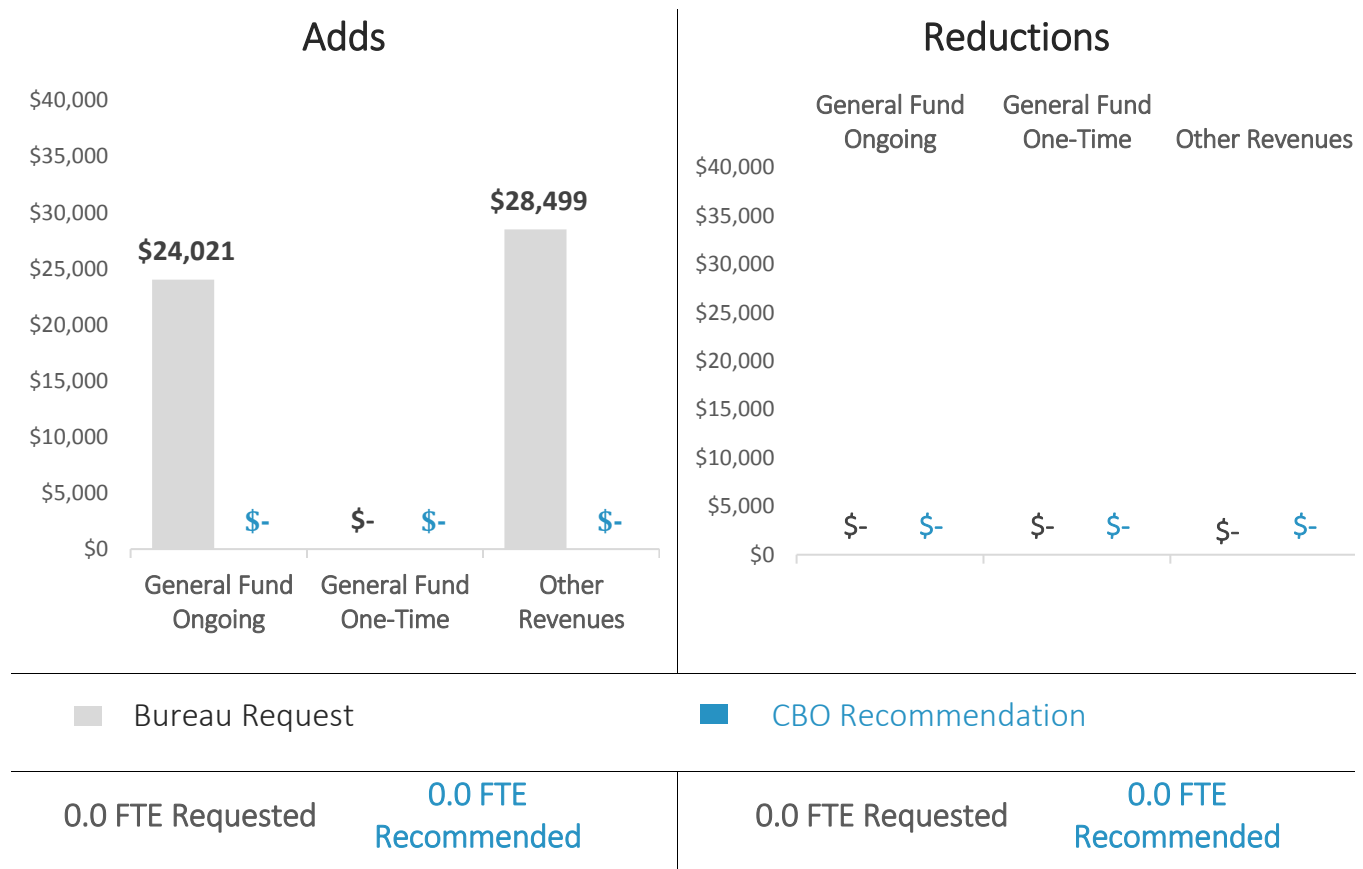 Adds
$40,000
$35,000
$30,000
$25,000
$20,000
$15,000
$10,000
$5,000
$0
$24,021
$-
$-
$-
$28,499
$-
General Fund
Ongoing
General Fund
One-Time
Other
Revenues
Reductions
General Fund
Ongoing
General Fund
One-Time
Other Revenues
$40,000
$35,000
$30,000
$25,000
$20,000
$15,000
$10,000
$5,000
$0
$-
$-
$-
$-
$-
$-
Bureau Request
CBO Recommendation
0.0 FTE Requested
0.0 FTE
Recommended
0.0 FTE Requested
0.0 FTE
Recommended